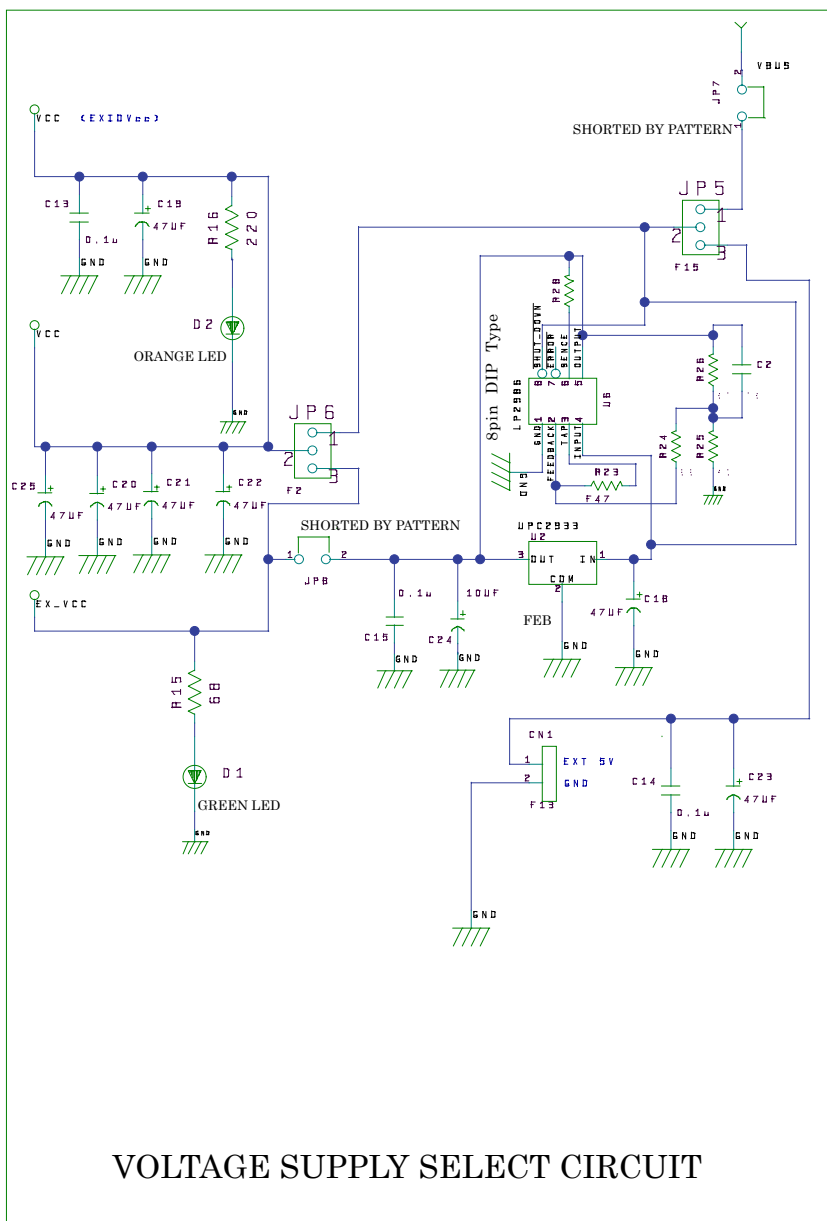 VBUS
2
JP7
1
SHORTED BY PATTERN
VCC (EXIOVcc)
C13
0.1u
GND
C19
47UF
GND
R16
220
D2
ORANGE LED
GND
JP5
1
2
3
F15
VCC
JP6
1
2
3
F2
8pin DIP Type
LP2986
U6
SHUT_DOWN
ERROR
SENCE
OUTPUT
8
7
6
5
1
2
3
4
GND
FEEDBACK
TAP
INPUT
GND
R28
R26
C2
R24
R25
GND
R23
F47
C25
47UF
GND
C20
47UF
GND
C21
47UF
GND
C22
47UF
GND
SHORTED BY PATTERN
1
2
JP8
UPC2933
U2
3
OUT
IN
1
COM
2
FEB
GND
EX_VCC
0.1u
C15
GND
10UF
C24
GND
C18
47UF
GND
R15
68
D1
GREEN LED
GND
CN1
1
EXT 5V
2
GND
F13
GND
C14
0.1u
GND
C23
47UF
GND
VOLTAGE SUPPLY SELECT CIRCUIT